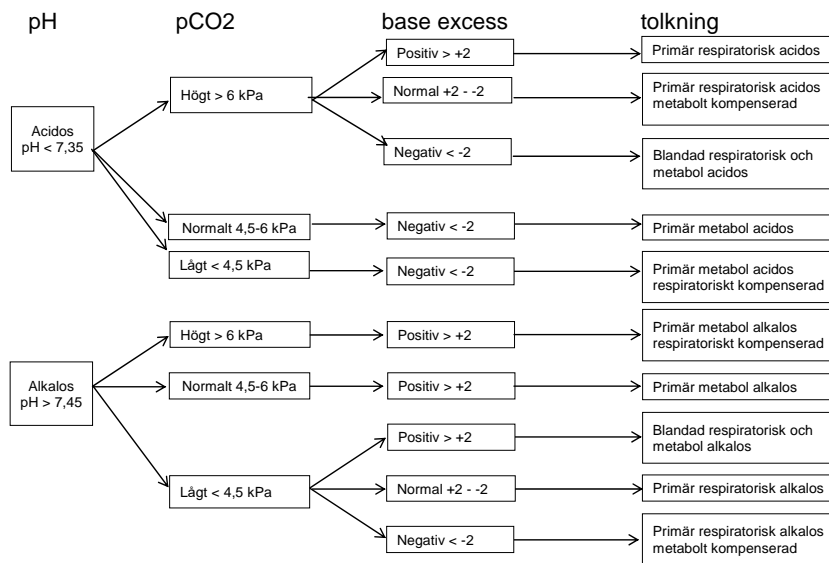 pH pCO2 base excess tolkning
Positiv > +2
Primär respiratorisk acidos
Högt > 6 kPa
Normal +2 - -2
Primär respiratorisk acidos
metabolt kompenserad
Acidos
pH < 7,35
Negativ < -2
Blandad respiratorisk och
metabol acidos
Normalt 4,5-6 kPa
Negativ < -2
Primär metabol acidos
Lågt < 4,5 kPa
Negativ < -2
Primär metabol acidos
respiratoriskt kompenserad
Högt > 6 kPa
Positiv > +2
Primär metabol alkalos
respiratoriskt kompenserad
Alkalos
pH > 7,45
Normalt 4,5-6 kPa
Positiv > +2
Primär metabol alkalos
Positiv > +2
Blandad respiratorisk och
metabol alkalos
Lågt < 4,5 kPa
Normal +2 - -2
Primär respiratorisk alkalos
Negativ < -2
Primär respiratorisk alkalos
metabolt kompenserad